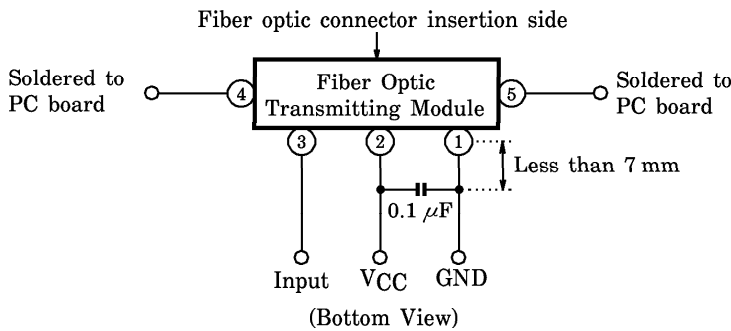 Fiber optic connector insertion side
Soldered to
PC board
4
Fiber Optic
Transmitting Module
5
Soldered to
PC board
3
2
1
Less than 7 mm
0.1 μF
Input
VCC
GND
(Bottom View)